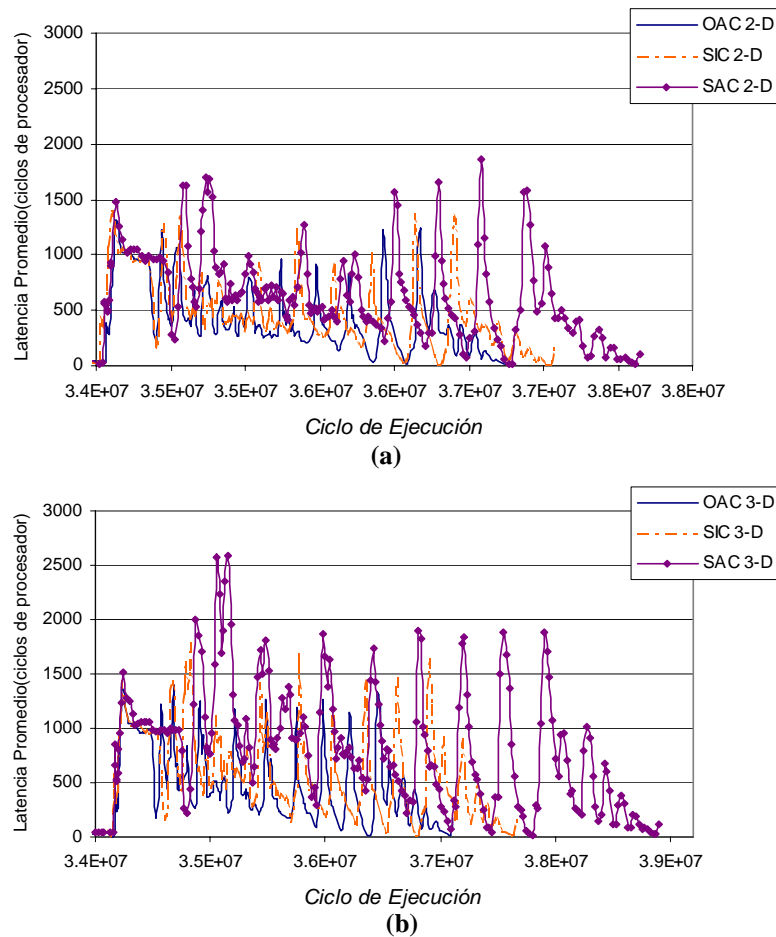 OAC 2-D
SIC 2-D
SAC 2-D
Latencia Promedio(ciclos de procesador)
3000
2500
2000
1500
1000
500
0
3.4E+07 3.5E+07 3.5E+07 3.6E+07 3.6E+07 3.7E+07 3.7E+07 3.8E+07 3.8E+07
Ciclo de Ejecución
(a)
OAC 3-D
SIC 3-D
SAC 3-D
Latencia Promedio(ciclos de procesador)
3000
2500
2000
1500
1000
500
0
3.4E+07 3.5E+07 3.6E+07 3.7E+07 3.8E+07 3.9E+07
Ciclo de Ejecución
(b)